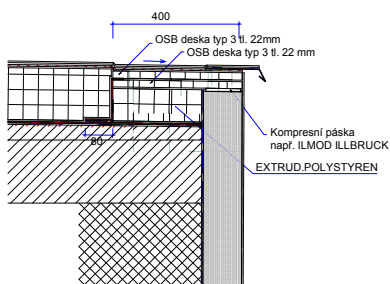 400
OSB deska typ 3 tl. 22mm
OSB deska typ 3 tl. 22 mm
80
Kompresní páska
např. ILMOD ILLBRUCK
EXTRUD.POLYSTYREN